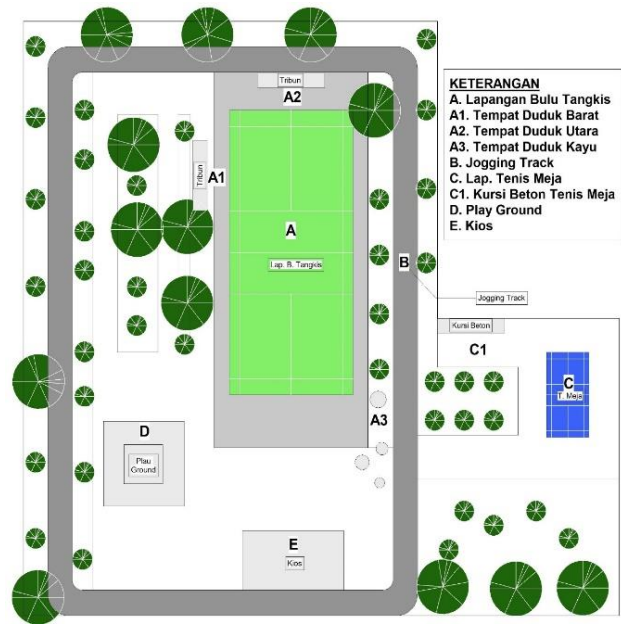 Tribun
A2
KETERANGAN
A. Lapangan Bulu Tangkis
A1. Tempat Duduk Barat
A2. Tempat Duduk Utara
A3. Tempat Duduk Kayu
B. Jogging Track
C. Lap. Tenis Meja
C1. Kursi Beton Tenis Meja
D. Play Ground
E. Kios
Tribun
A1
A
Lap. B. Tangkis
B
Jogging Track
Kursi Beton
C1
C
T. Meja
A3
D
Plau
Ground
E
Kios